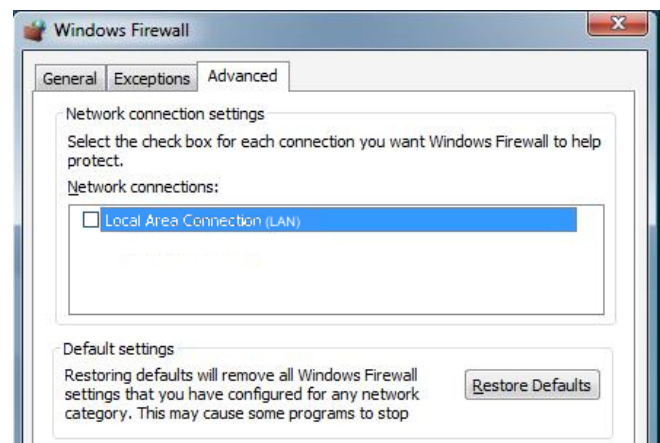 Windows Firewall
General Exceptions Advanced
Network connection settings
Select the check box for each connection you want Windows Firewall to help
protect.
Network connections:
Local Area Connection (LAN)
Default settings
Restoring defaults will remove all Windows Firewall
settings that you have configured for any network
category. This may cause some programs to stop
Restore Defaults